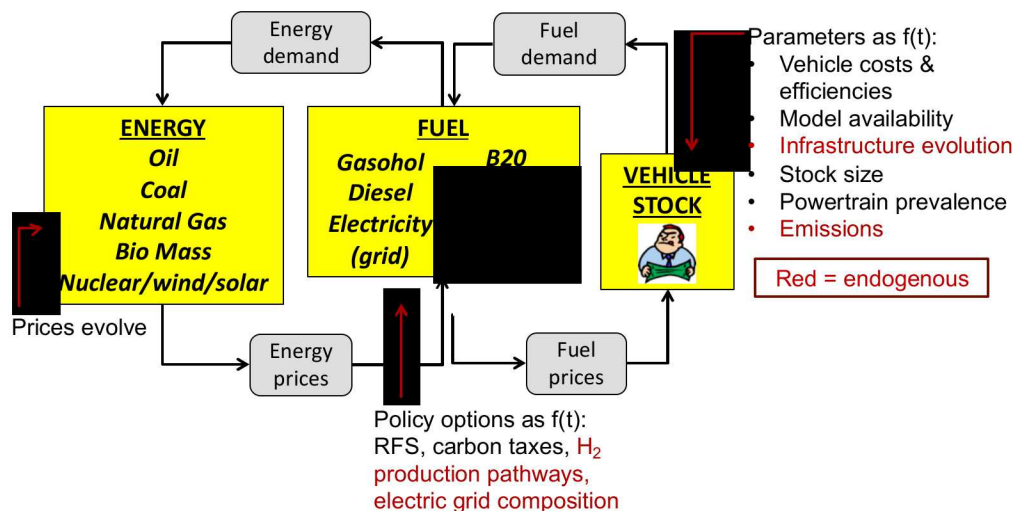 Energy
demand
Fuel
demand
ENERGY
Oil
Coal
Natural Gas
Bio Mass
Nuclear/wind/solar
FUEL
Gasohol
Diesel
Electricity
(grid)
B20
VEHICLE
STOCK
Parameters as f(t):
• Vehicle costs &
efficiencies
• Model availability
• Infrastructure evolution
• Stock size
• Powertrain prevalence
• Emissions
Red = endogenous
Prices evolve
Energy
prices
Fuel
prices
Policy options as f(t):
RFS, carbon taxes, H₂
production pathways,
electric grid composition